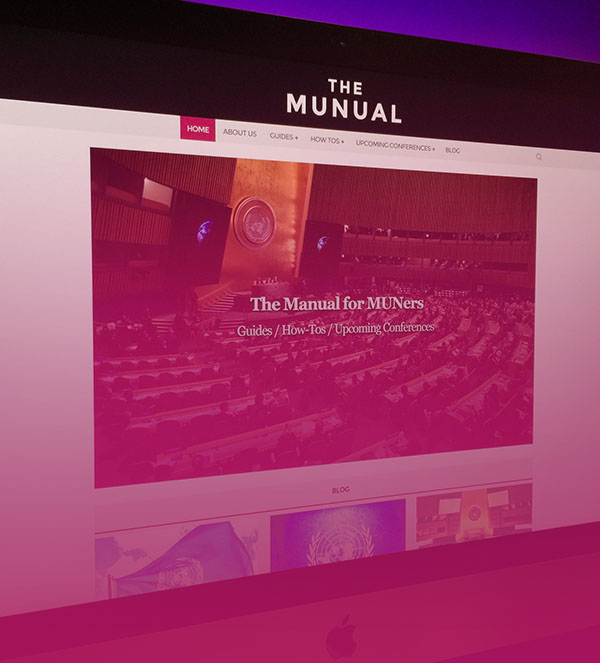 THE
MUNUAL
HOME ABOUT US GUIDES + HOW TOS + UPCOMING CONFERENCES + BLOG
The Manual for MUNers
Guides / How-Tos / Upcoming Conferences
BLOG